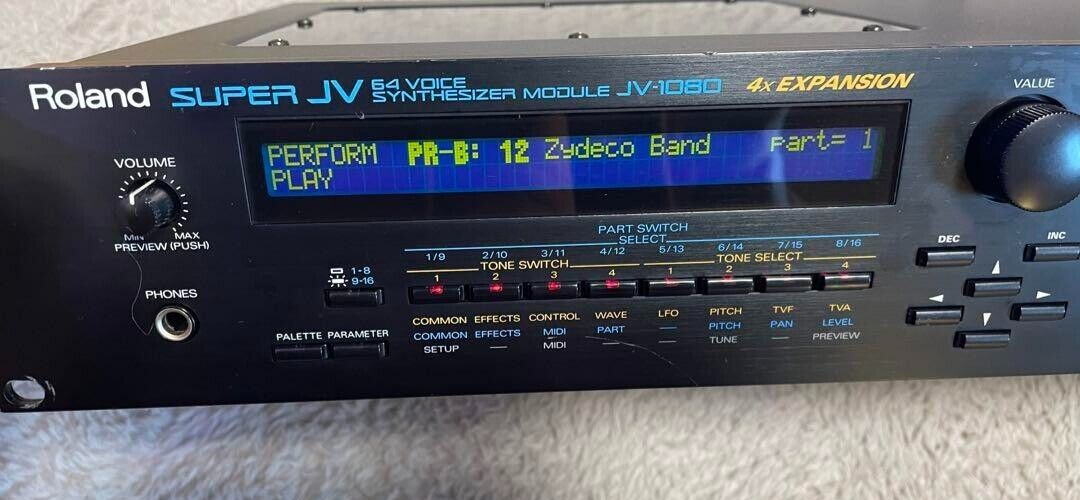 Roland SUPER JV 64 VOICE SYNTHESIZER MODULE JV-1080 4x EXPANSION
VALUE
VOLUME
MIN MAX
PREVIEW (PUSH)
PHONES
PERFORM PR-B: 12 Zydeco Band part= 1
PLAY
PART SWITCH
SELECT
1/9 2/10 3/11 4/12 5/13 6/14 7/15 8/16
TONE SWITCH TONE SELECT
1 2 3 4 1 2 3 4
1-8
9-16
PALETTE PARAMETER
COMMON EFFECTS CONTROL WAVE LFO PITCH TVF TVA
COMMON EFFECTS MIDI PART — PITCH PAN LEVEL
SETUP — MIDI — — TUNE — PREVIEW
DEC INC